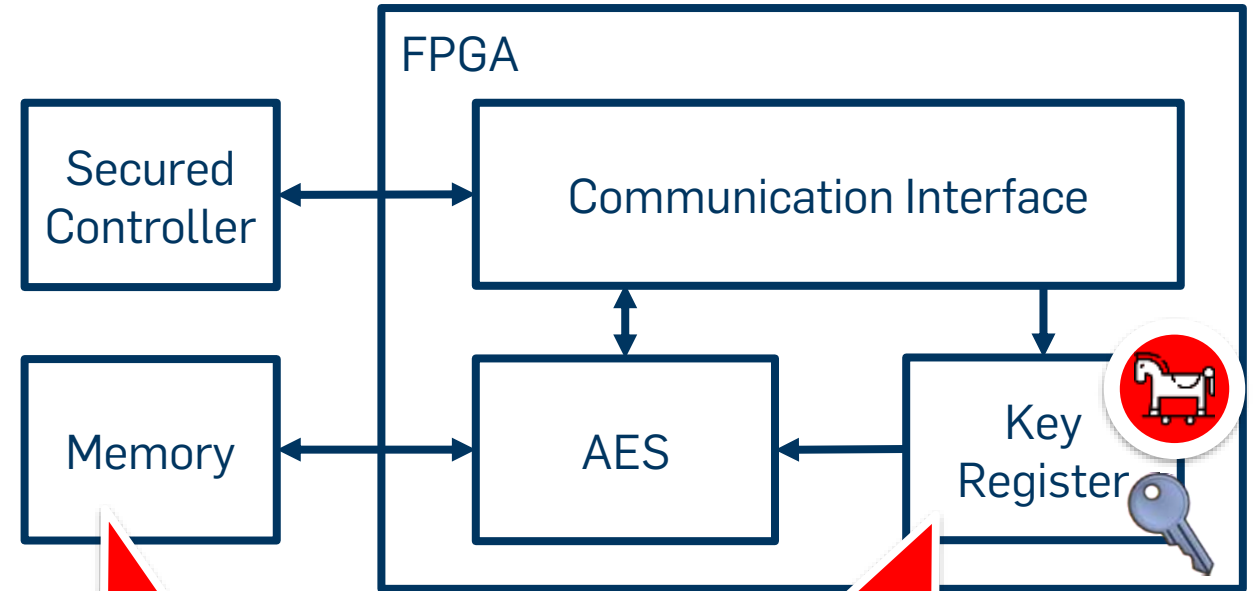 FPGA
Secured
Controller
Communication Interface
Memory
AES
Key
Register